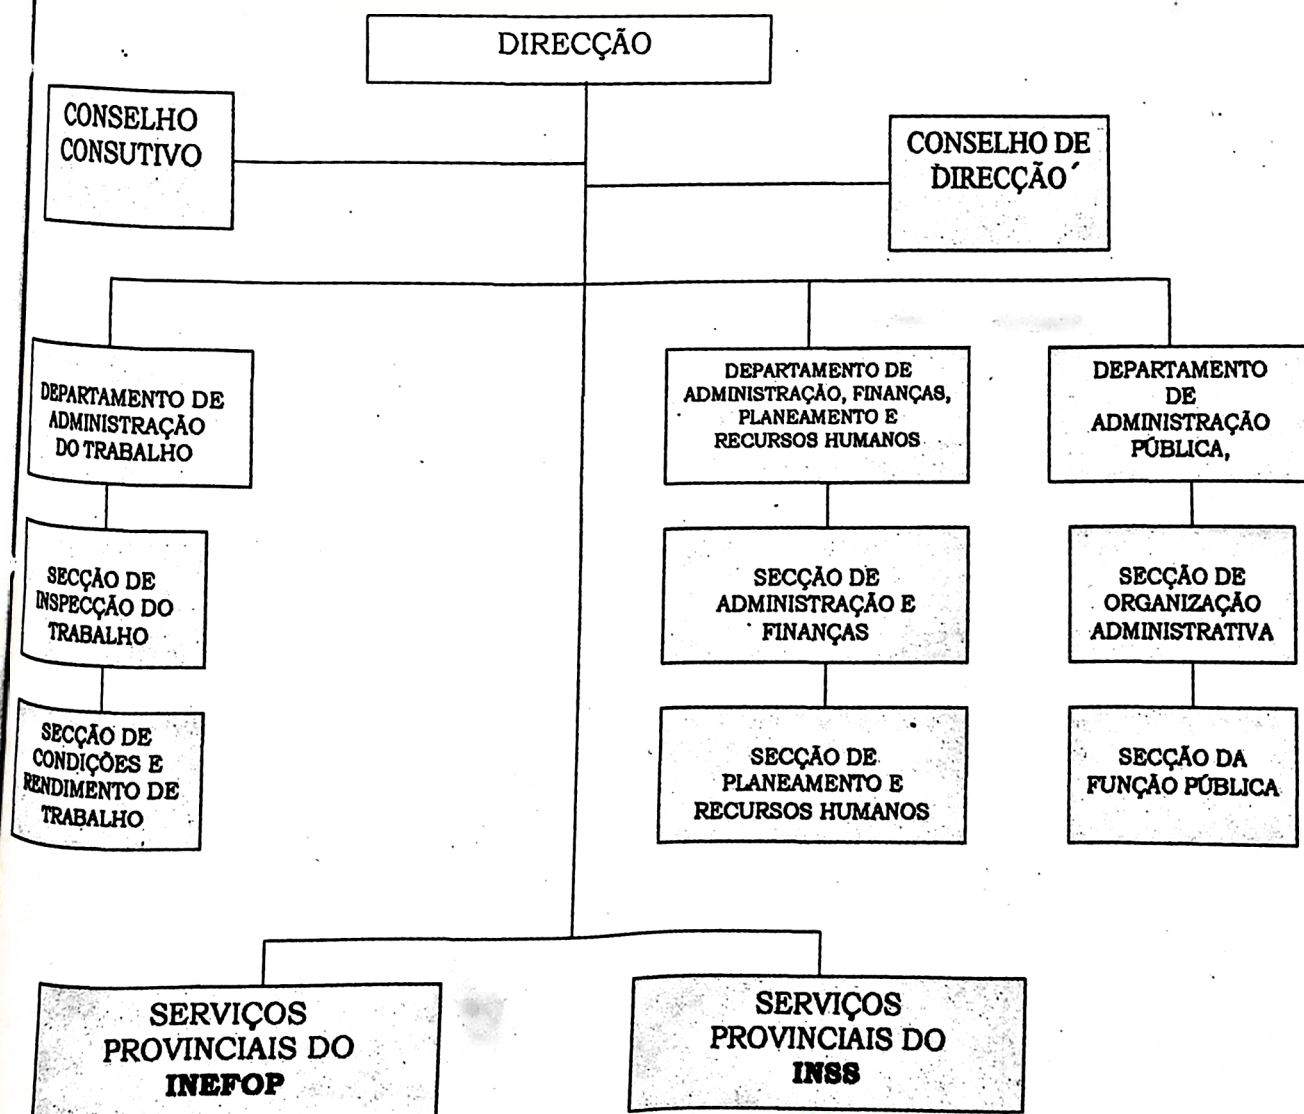 DIRECÇÃO
CONSELHO
CONSUTIVO
CONSELHO DE
DIRECÇÃO´
DEPARTAMENTO DE
ADMINISTRAÇÃO
DO TRABALHO
DEPARTAMENTO DE
ADMINISTRAÇÃO, FINANÇAS,
PLANEAMENTO E
RECURSOS HUMANOS
DEPARTAMENTO
DE
ADMINISTRAÇÃO
PÚBLICA,
SECÇÃO DE
INSPECÇÃO DO
TRABALHO
SECÇÃO DE
ADMINISTRAÇÃO E
FINANÇAS
SECÇÃO DE
ORGANIZAÇÃO
ADMINISTRATIVA
SECÇÃO DE
CONDIÇÕES E
RENDIMENTO DE
TRABALHO
SECÇÃO DE
PLANEAMENTO E
RECURSOS HUMANOS
SECÇÃO DA
FUNÇÃO PÚBLICA
SERVIÇOS
PROVINCIAIS DO
INEFOP
SERVIÇOS
PROVINCIAIS DO
INSS